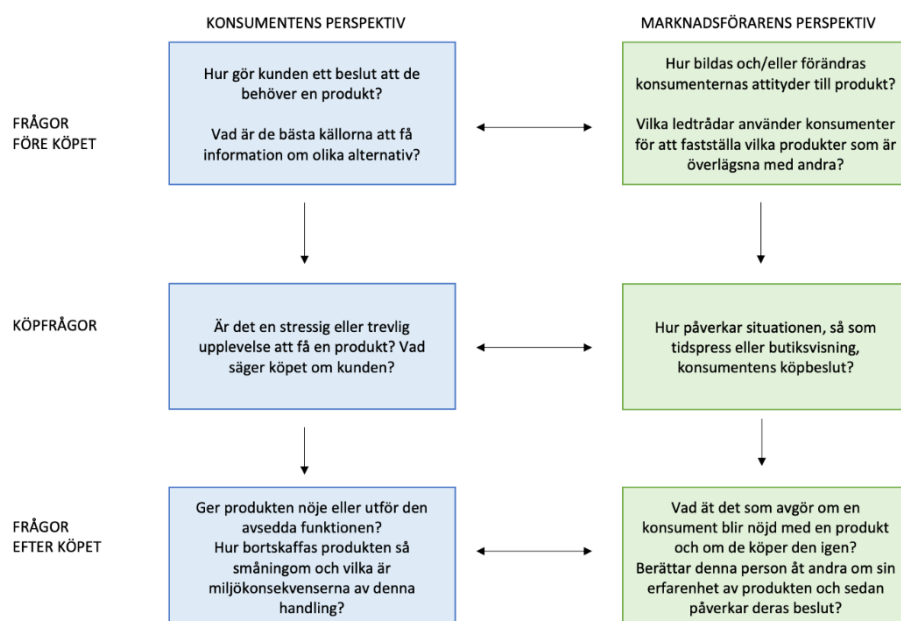 KONSUMENTENS PERSPEKTIV
MARKNADSFÖRARENS PERSPEKTIV
FRÅGOR
FÖRE KÖPET
Hur gör kunden ett beslut att de
behöver en produkt?
Vad är de bästa källorna att få
information om olika alternativ?
Hur bildas och/eller förändras
konsumenternas attityder till produkt?
Vilka ledtrådar använder konsumenter
för att fastställa vilka produkter som är
överlägsna med andra?
KÖPFRÅGOR
Är det en stressig eller trevlig
upplevelse att få en produkt? Vad
säger köpet om kunden?
Hur påverkar situationen, så som
tidspress eller butiksvisning,
konsumentens köpbeslut?
FRÅGOR
EFTER KÖPET
Ger produkten nöje eller utför den
avsedda funktionen?
Hur bortskaffas produkten så
småningom och vilka är
miljökonsekvenserna av denna
handling?
Vad ät det som avgör om en
konsument blir nöjd med en produkt
och om de köper den igen?
Berättar denna person åt andra om sin
erfarenhet av produkten och sedan
påverkar deras beslut?